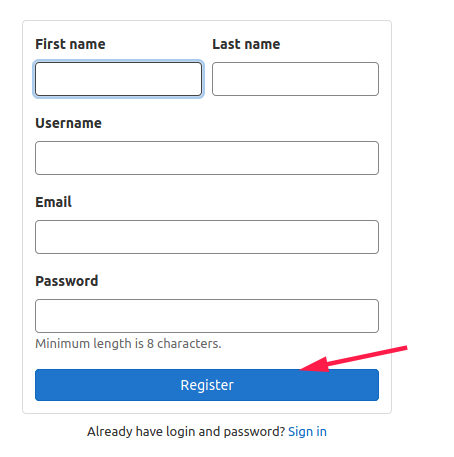 First name Last name
Username
Email
Password
Minimum length is 8 characters.
Register
Already have login and password? Sign in